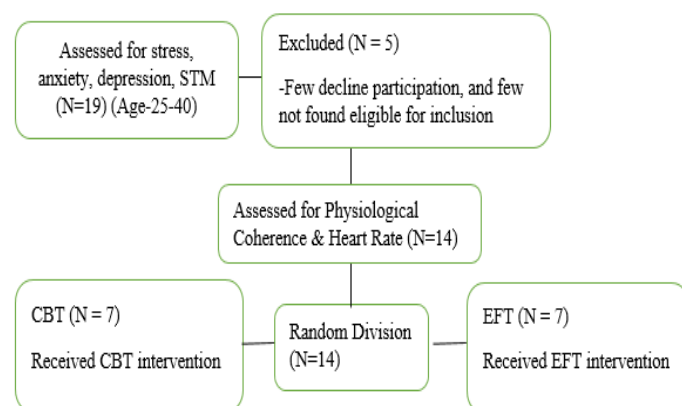 Assessed for stress,
anxiety, depression, STM
(N=19) (Age-25-40)
Excluded (N = 5)
-Few decline participation, and few
not found eligible for inclusion
Assessed for Physiological
Coherence & Heart Rate (N=14)
CBT (N = 7)
Received CBT intervention
Random Division
(N=14)
EFT (N = 7)
Received EFT intervention